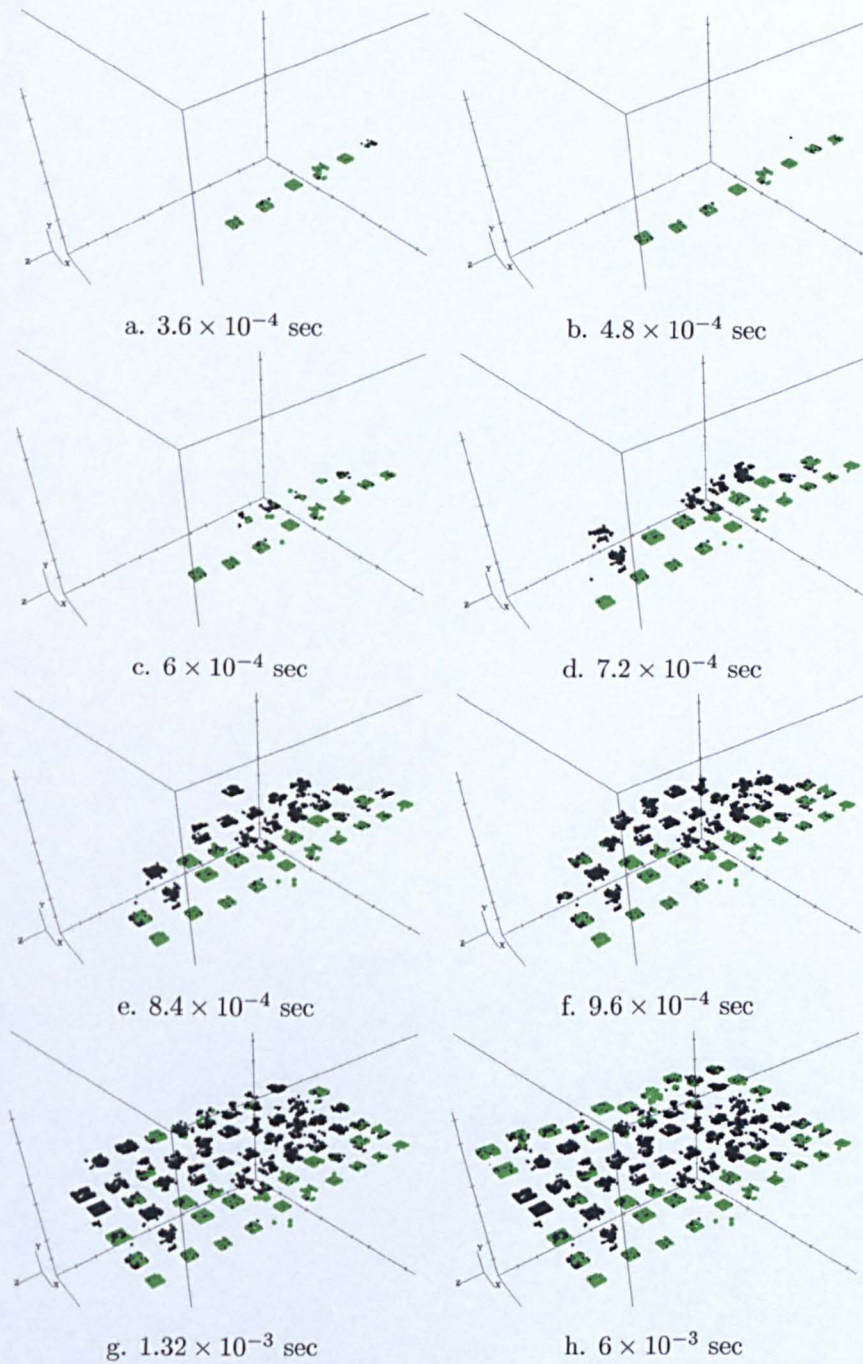 Y
Z
X
Y
Z
X
a. 3.6 × 10⁻⁴ sec
b. 4.8 × 10⁻⁴ sec
Y
Z
X
Y
Z
X
c. 6 × 10⁻⁴ sec
d. 7.2 × 10⁻⁴ sec
Y
Z
X
Y
Z
X
e. 8.4 × 10⁻⁴ sec
f. 9.6 × 10⁻⁴ sec
Y
Z
X
Y
Z
X
g. 1.32 × 10⁻³ sec
h. 6 × 10⁻³ sec